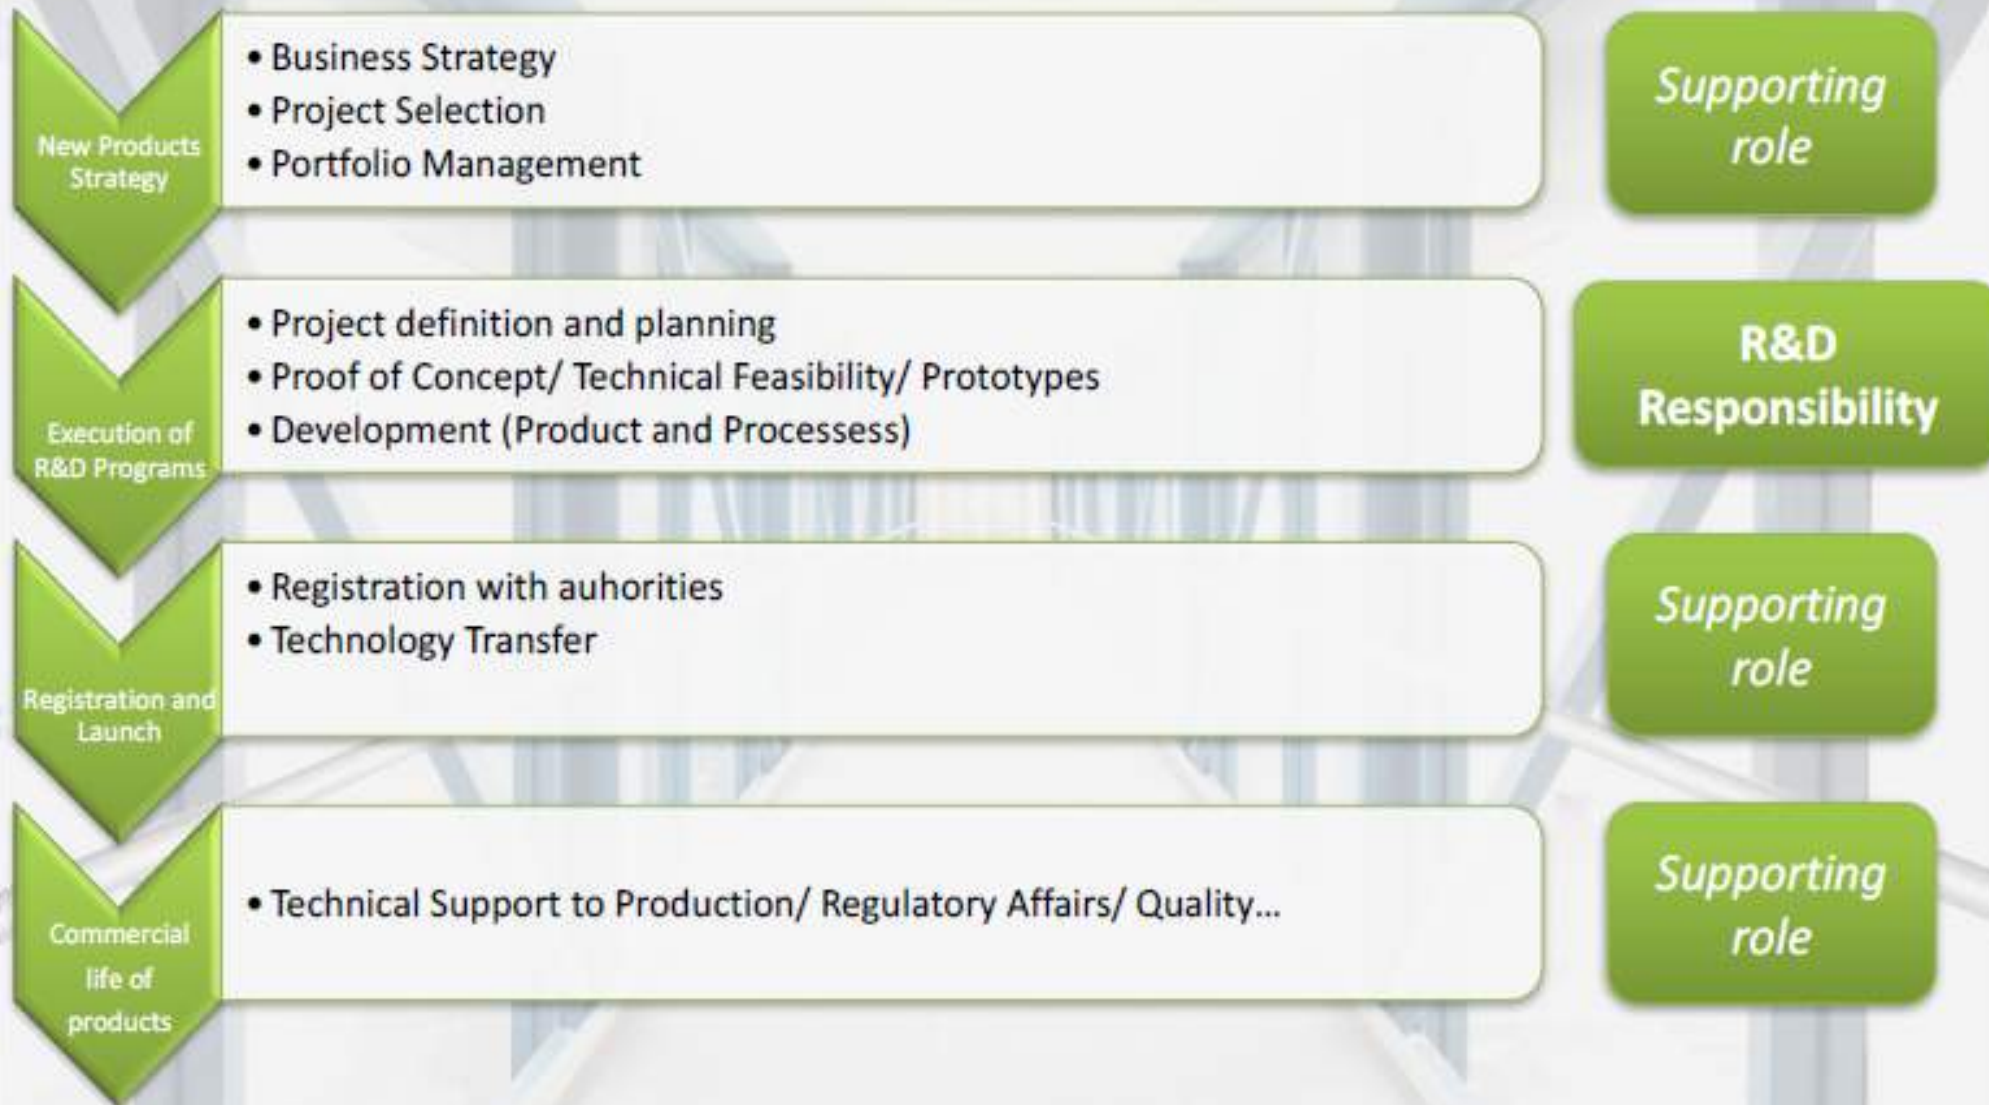 • Business Strategy
• Project Selection
• Portfolio Management
New Products
Strategy
Supporting
role
• Project definition and planning
• Proof of Concept/ Technical Feasibility/ Prototypes
• Development (Product and Processess)
Execution of
R&D Programs
R&D
Responsibility
• Registration with auhorities
• Technology Transfer
Registration and
Launch
Supporting
role
• Technical Support to Production/ Regulatory Affairs/ Quality...
Commercial
life of
products
Supporting
role